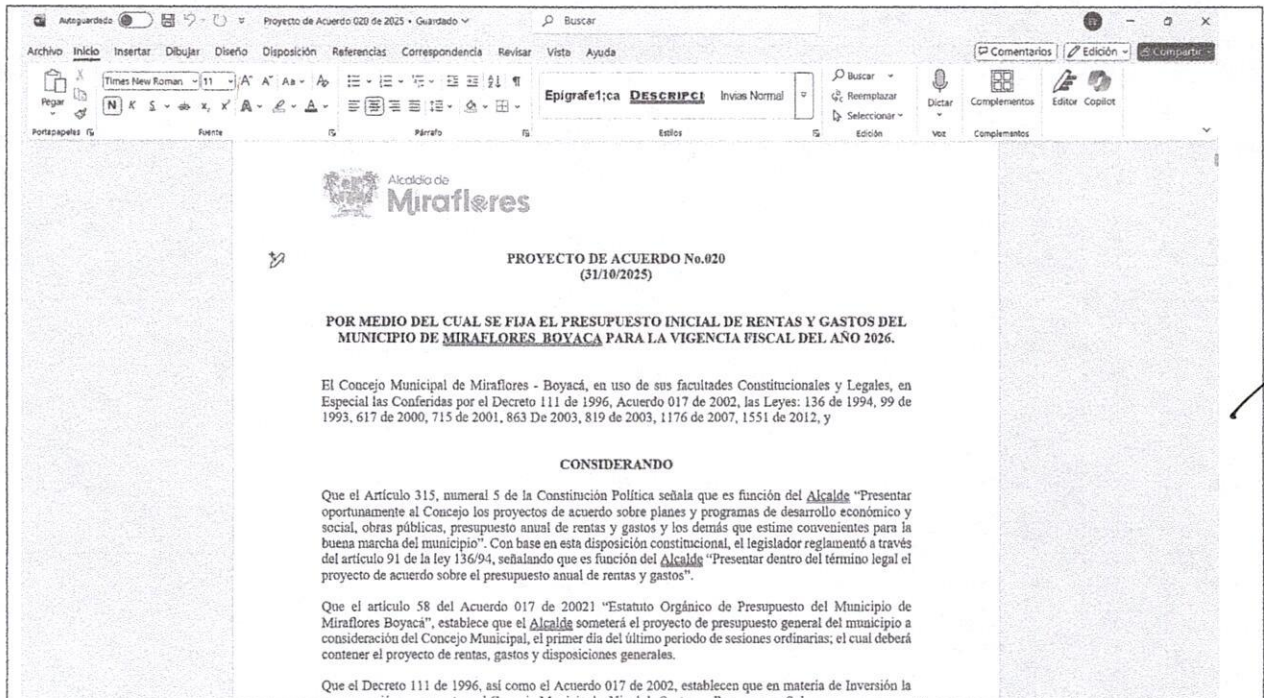 Autoguardado Proyecto de Acuerdo 020 de 2025 • Guardado Buscar
Archivo Inicio Insertar Dibujar Diseño Disposición Referencias Correspondencia Revisar Vista Ayuda Comentarios Edición Compartir
Times New Roman 11 A A Aa
Pegar
N K S ab x, x A A
Epígrafe1;ca DESCRIPCI Invias Normal
Buscar
Reemplazar
Seleccionar
Dictar Complementos Editor Copilot
Portapapeles Fuente Párrafo Estilos Edición Voz Complementos
Alcaldía de
Miraflores
PROYECTO DE ACUERDO No.020
(31/10/2025)
POR MEDIO DEL CUAL SE FIJA EL PRESUPUESTO INICIAL DE RENTAS Y GASTOS DEL
MUNICIPIO DE MIRAFLORES BOYACA PARA LA VIGENCIA FISCAL DEL AÑO 2026.
El Concejo Municipal de Miraflores - Boyacá, en uso de sus facultades Constitucionales y Legales, en
Especial las Conferidas por el Decreto 111 de 1996, Acuerdo 017 de 2002, las Leyes: 136 de 1994, 99 de
1993, 617 de 2000, 715 de 2001, 863 De 2003, 819 de 2003, 1176 de 2007, 1551 de 2012, y
CONSIDERANDO
Que el Artículo 315, numeral 5 de la Constitución Política señala que es función del Alcalde “Presentar
oportunamente al Concejo los proyectos de acuerdo sobre planes y programas de desarrollo económico y
social, obras públicas, presupuesto anual de rentas y gastos y los demás que estime convenientes para la
buena marcha del municipio”. Con base en esta disposición constitucional, el legislador reglamentó a través
del artículo 91 de la ley 136/94, señalando que es función del Alcalde “Presentar dentro del término legal el
proyecto de acuerdo sobre el presupuesto anual de rentas y gastos”.
Que el artículo 58 del Acuerdo 017 de 20021 “Estatuto Orgánico de Presupuesto del Municipio de
Miraflores Boyacá”, establece que el Alcalde someterá el proyecto de presupuesto general del municipio a
consideración del Concejo Municipal, el primer día del último periodo de sesiones ordinarias; el cual deberá
contener el proyecto de rentas, gastos y disposiciones generales.
Que el Decreto 111 de 1996, así como el Acuerdo 017 de 2002, establecen que en materia de Inversión la